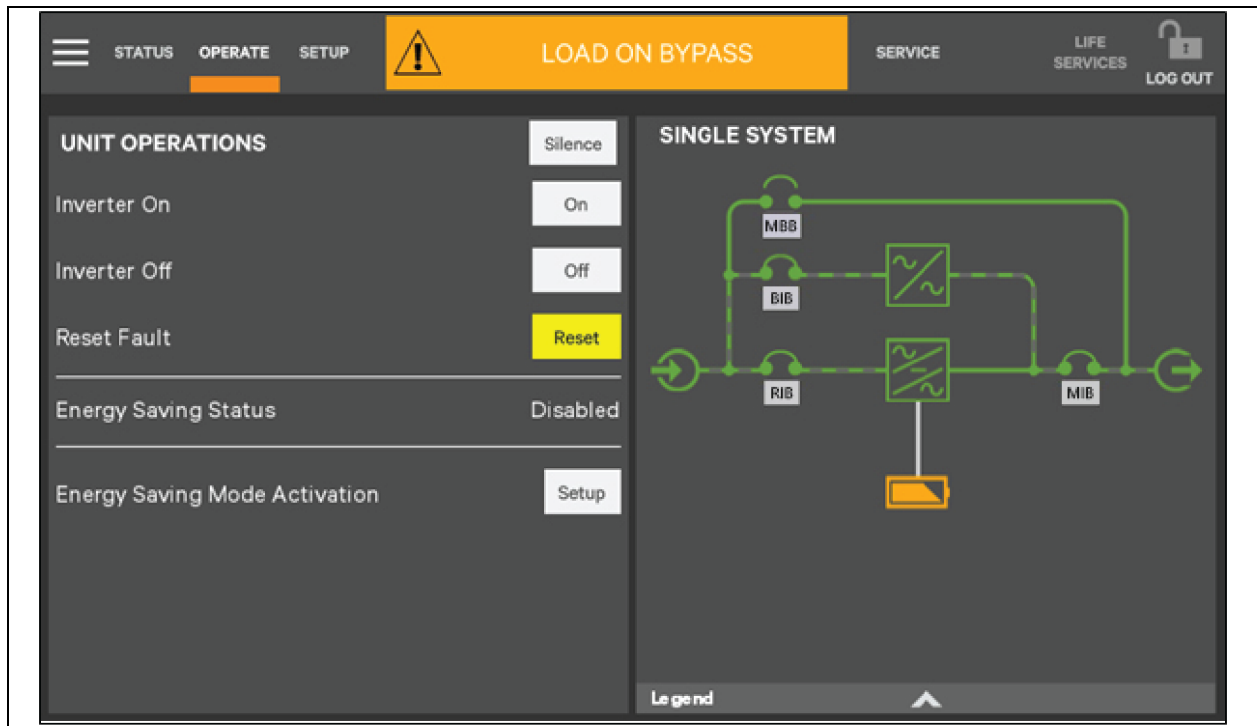 STATUS OPERATE SETUP LOAD ON BYPASS SERVICE LIFE SERVICES LOG OUT
UNIT OPERATIONS Silence
Inverter On On
Inverter Off Off
Reset Fault Reset
Energy Saving Status Disabled
Energy Saving Mode Activation Setup
SINGLE SYSTEM
MBB
BIB
RIB MIB
Legend